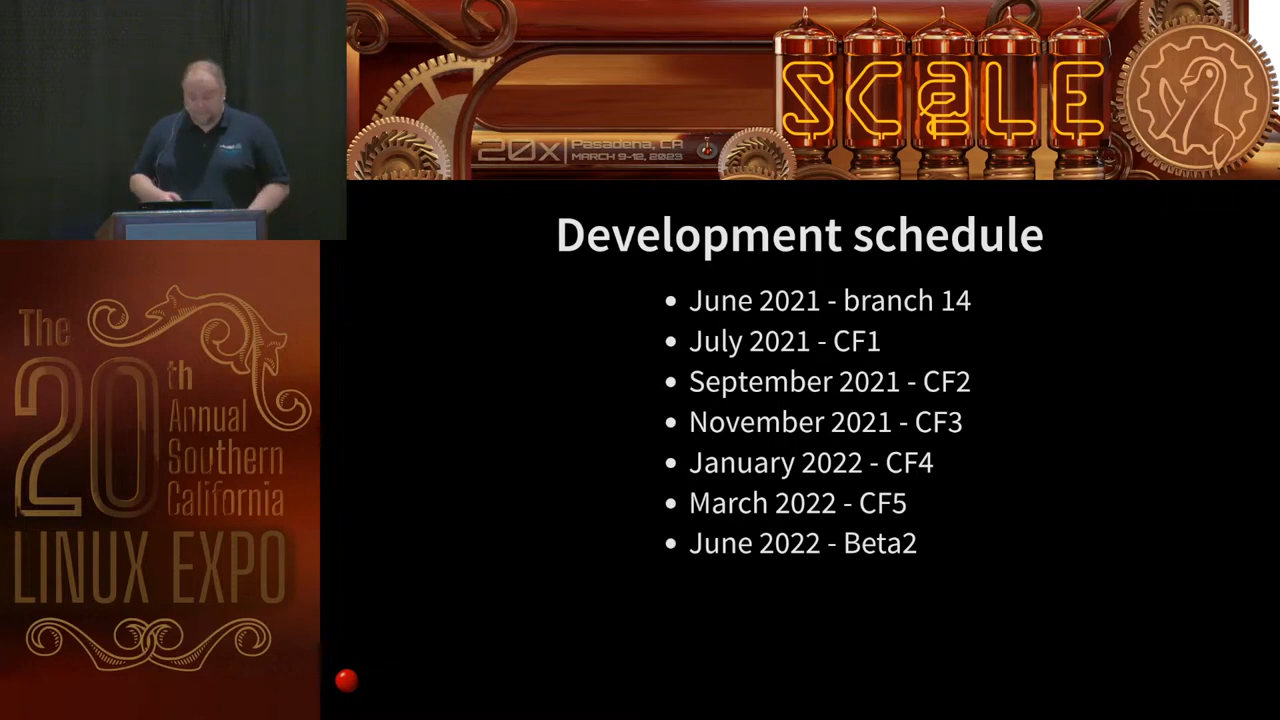 SCaLE
20x
Pasadena, CA
MARCH 9-12, 2023
Development schedule
June 2021 - branch 14
July 2021 - CF1
September 2021 - CF2
November 2021 - CF3
January 2022 - CF4
March 2022 - CF5
June 2022 - Beta2
The
20th
Annual
Southern
California
LINUX EXPO